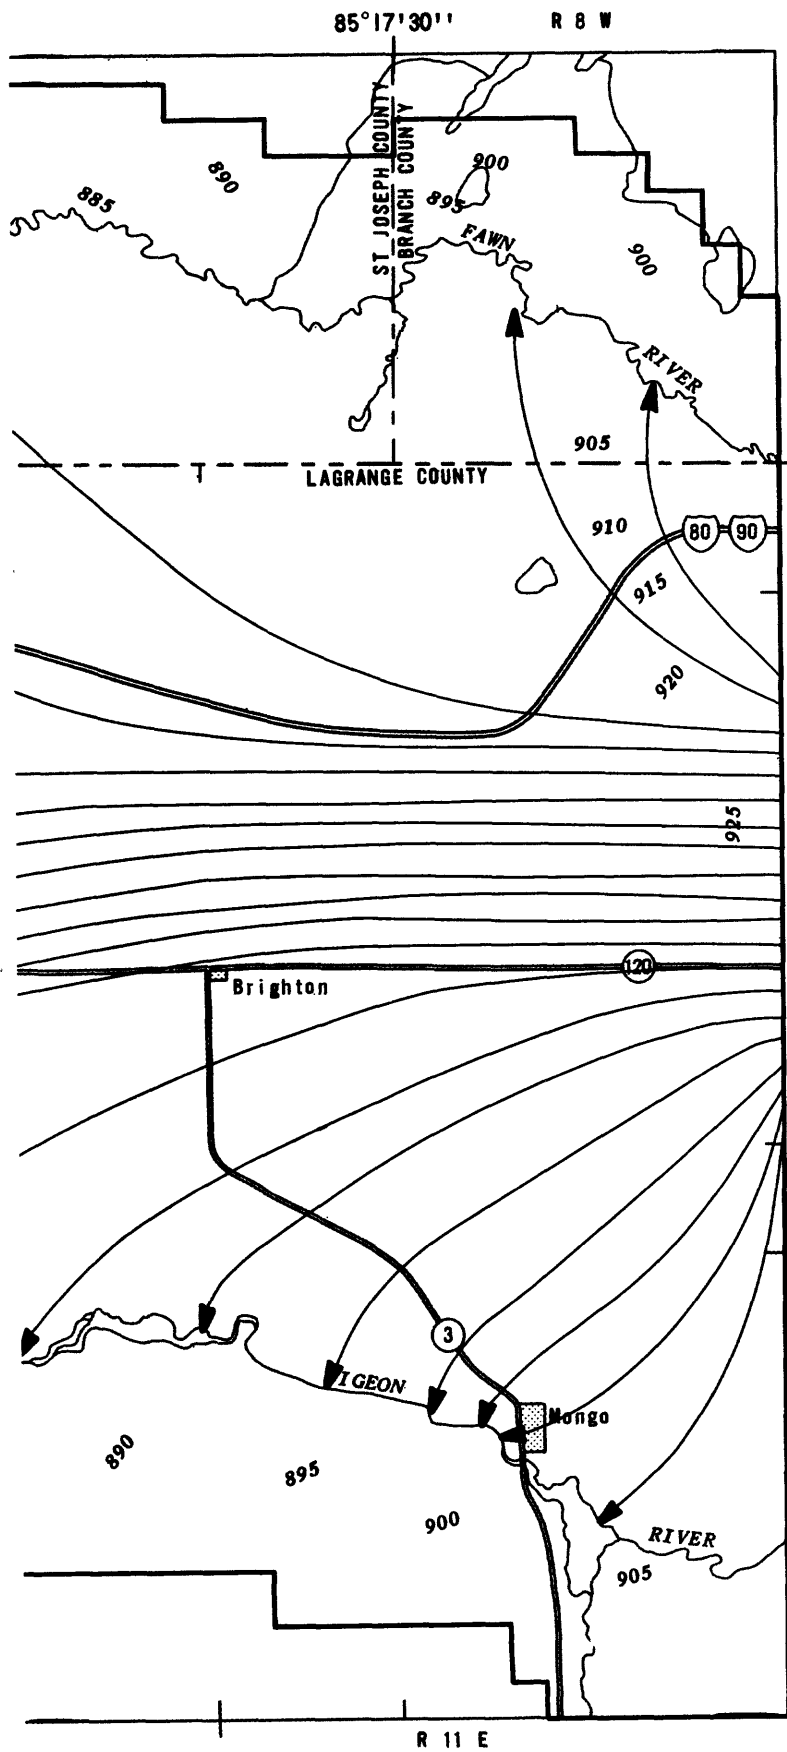 85°17'30'' R 8 W
ST JOSEPH COUNTY
BRANCH COUNTY
900
890
885
895
FAWN
900
RIVER
905
LAGRANGE COUNTY
910
80 90
915
920
925
120
Brighton
3
IGEON
Mongo
890
895
900
RIVER
905
R 11 E